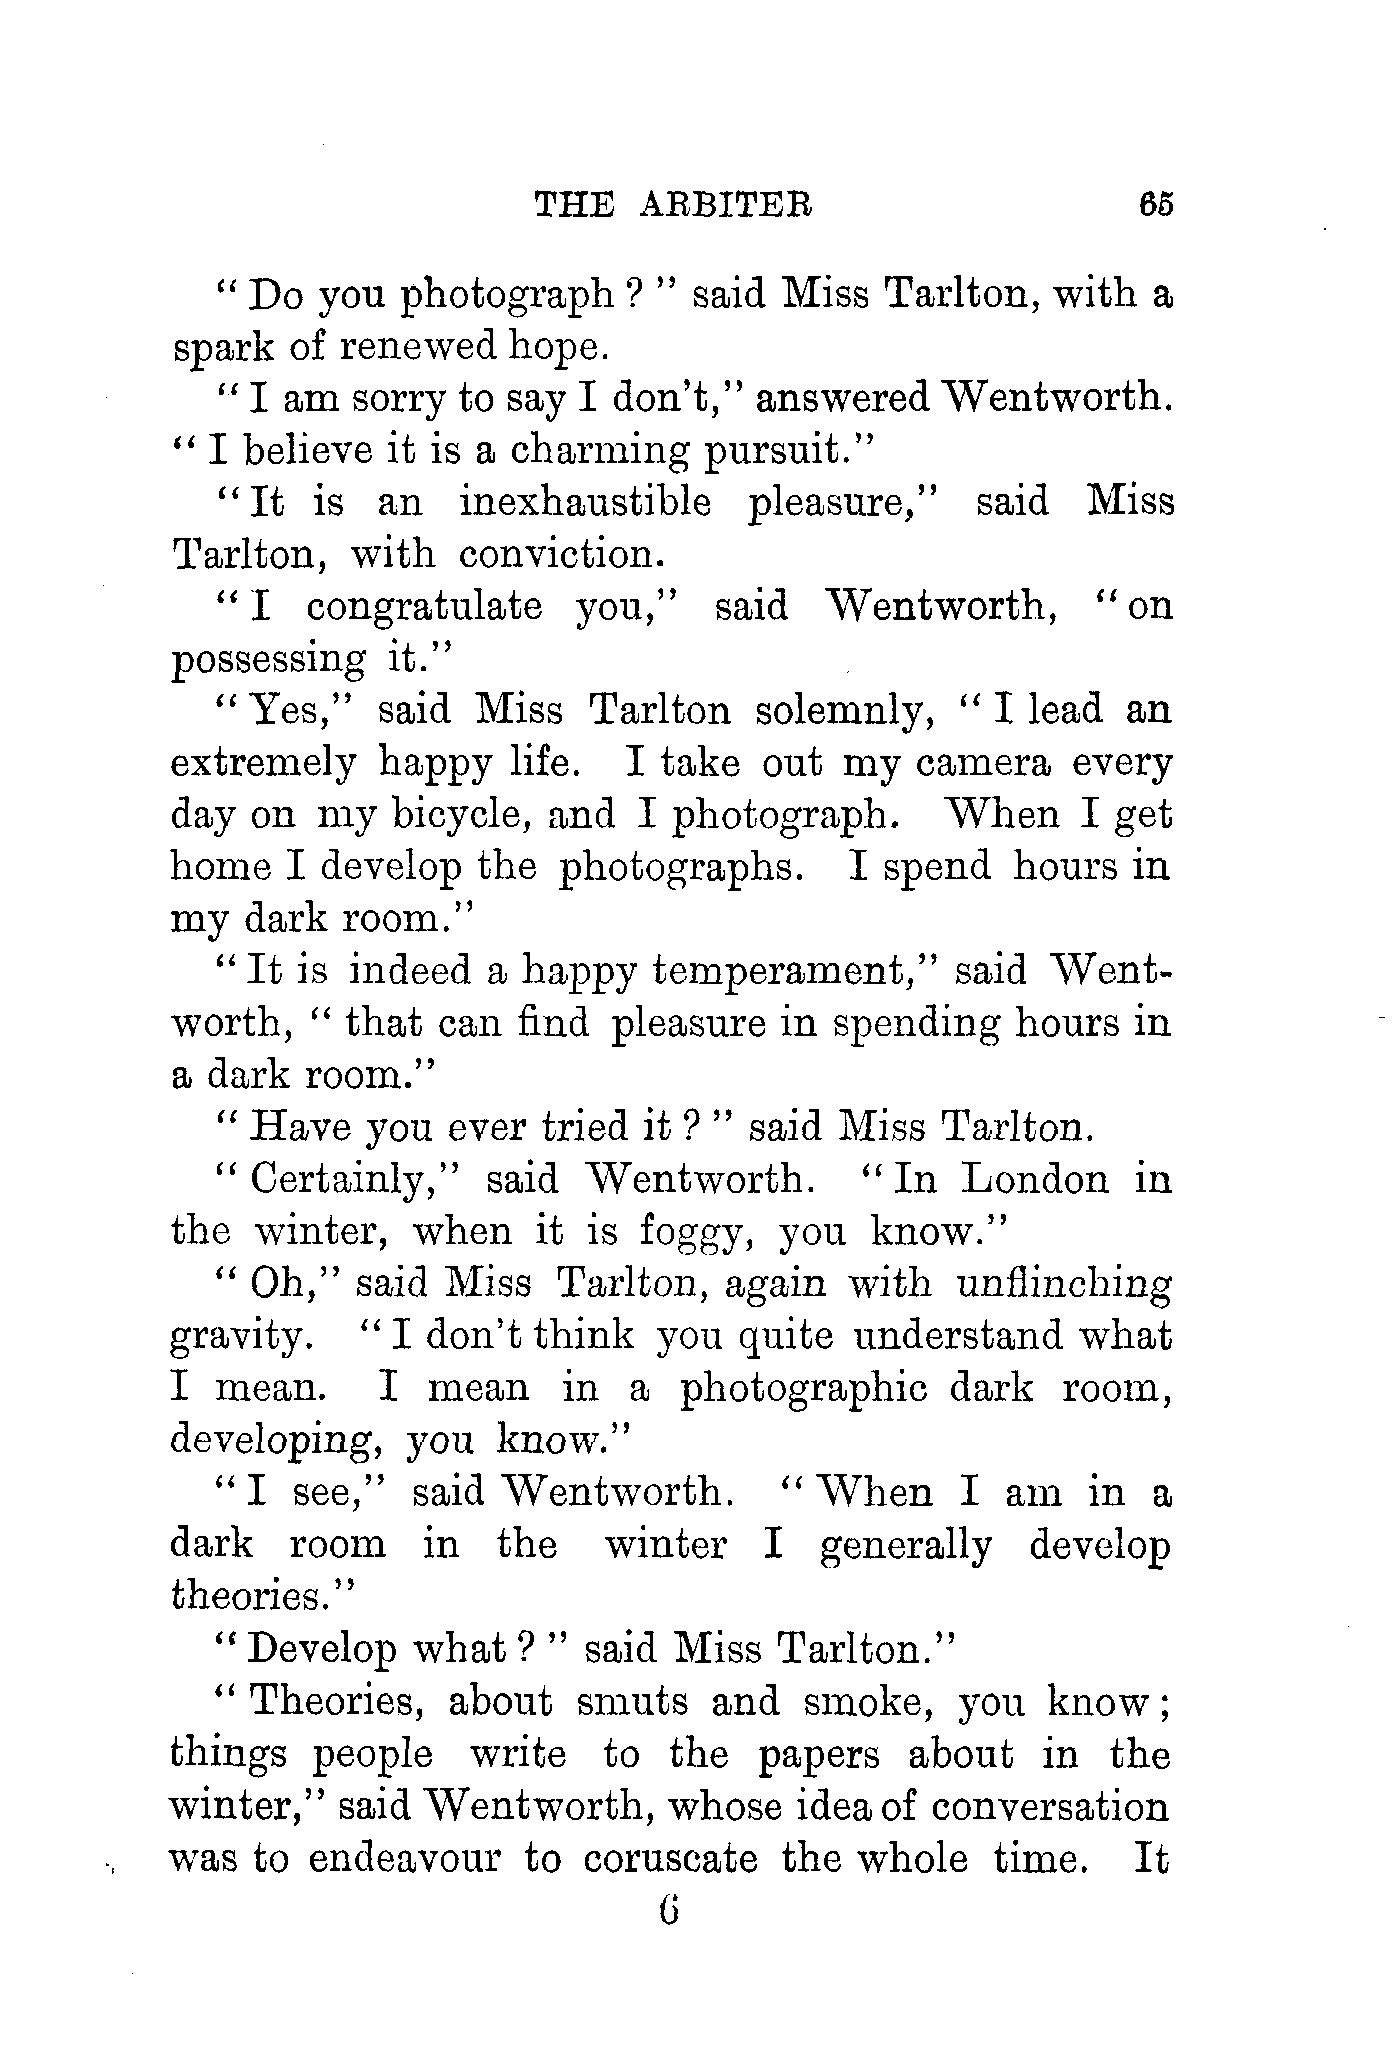 THE ARBITER 65
“ Do you photograph ? ” said Miss Tarlton, with a
spark of renewed hope.
“ I am sorry to say I don’t,” answered Wentworth.
“ I believe it is a charming pursuit.”
“ It is an inexhaustible pleasure,” said Miss
Tarlton, with conviction.
“ I congratulate you,” said Wentworth, “ on
possessing it.”
“ Yes,” said Miss Tarlton solemnly, “ I lead an
extremely happy life. I take out my camera every
day on my bicycle, and I photograph. When I get
home I develop the photographs. I spend hours in
my dark room.”
“ It is indeed a happy temperament,” said Went-
worth, “ that can find pleasure in spending hours in
a dark room.”
“ Have you ever tried it ? ” said Miss Tarlton.
“ Certainly,” said Wentworth. “ In London in
the winter, when it is foggy, you know.”
“ Oh,” said Miss Tarlton, again with unflinching
gravity. “ I don’t think you quite understand what
I mean. I mean in a photographic dark room,
developing, you know.”
“ I see,” said Wentworth. “ When I am in a
dark room in the winter I generally develop
theories.”
“ Develop what ? ” said Miss Tarlton.”
“ Theories, about smuts and smoke, you know ;
things people write to the papers about in the
winter,” said Wentworth, whose idea of conversation
was to endeavour to coruscate the whole time. It
6